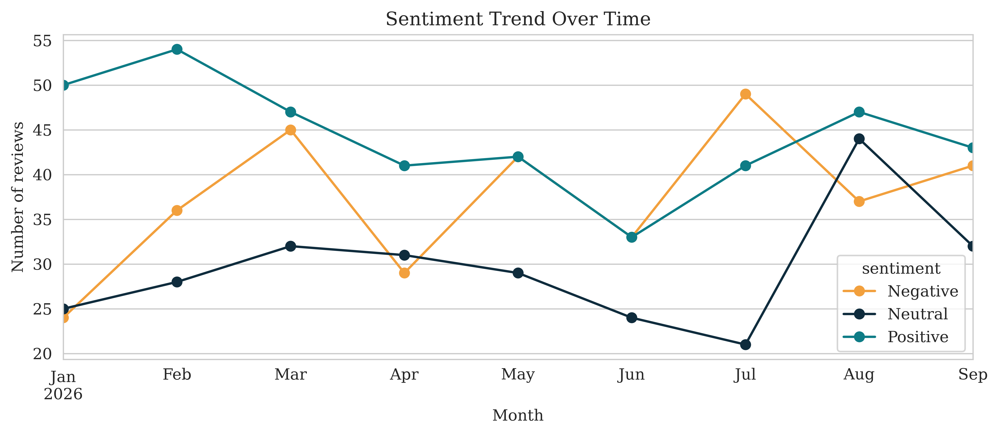 Sentiment Trend Over Time
Number of reviews
55
50
45
40
35
30
25
20
sentiment
Negative
Neutral
Positive
Jan Feb Mar Apr May Jun Jul Aug Sep
2026
Month